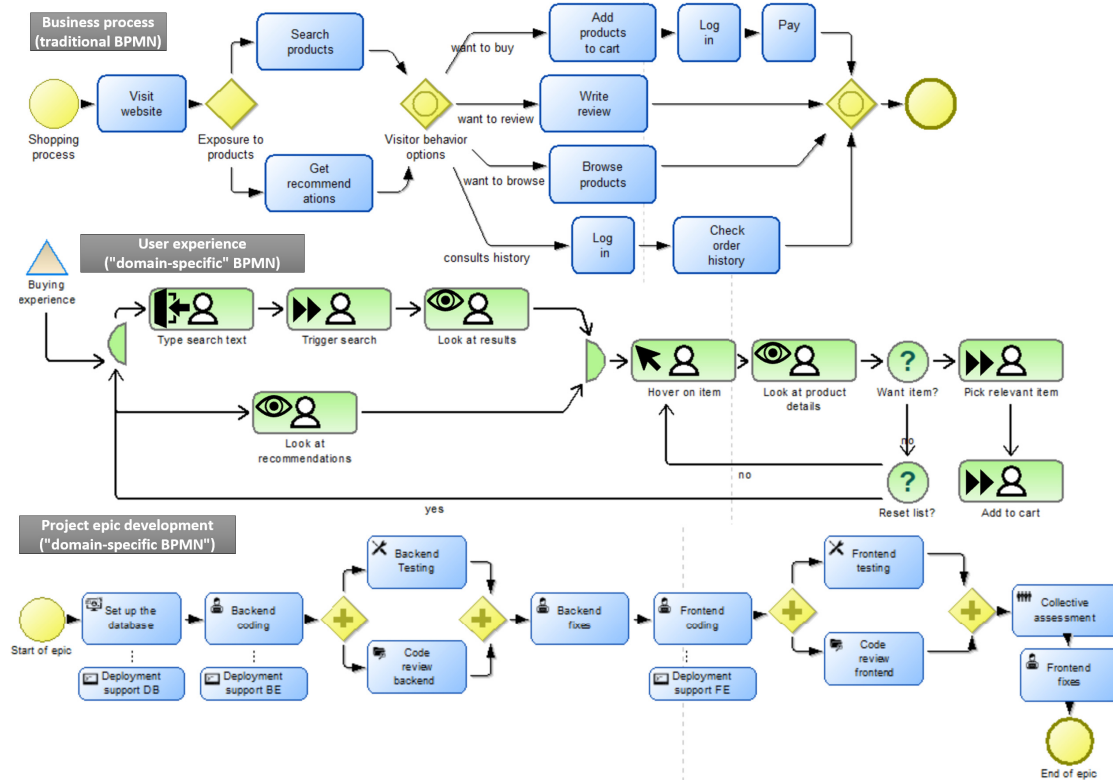 Business process
(traditional BPMN)
Search
products
Add
products
to cart
Log
in
Pay
want to buy
Visit
website
Write
review
want to review
Shopping
process
Exposure to
products
Visitor behavior
options
Get
recommend
ations
Browse
products
want to browse
Log
in
Check
order
history
consults history
User experience
("domain-specific" BPMN)
Buying
experience
Type search text
Trigger search
Look at results
Hover on item
Look at product
details
Want item?
Pick relevant item
Look at
recommendations
no
no
yes
Reset list?
Add to cart
Project epic development
("domain-specific BPMN")
Backend
Testing
Frontend
testing
Set up the
database
Backend
coding
Backend
fixes
Frontend
coding
Collective
assessment
Start of epic
Code
review
backend
Code
review
frontend
Deployment
support DB
Deployment
support BE
Deployment
support FE
Frontend
fixes
End of epic